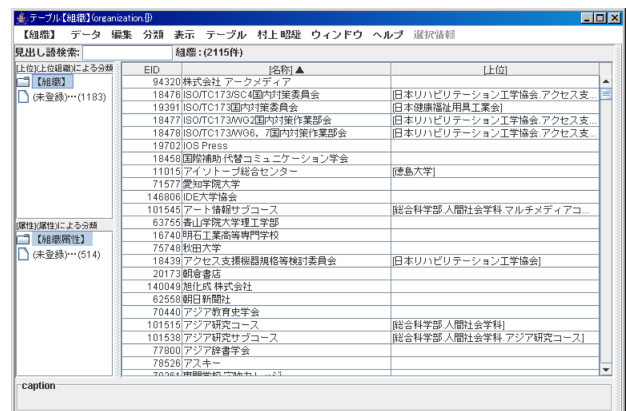 テーブル【組織】(organization.D)
【組織】 データ 編集 分類 表示 テーブル 村上 昭継 ウィンドウ ヘルプ 選択情報
見出し語検索: 組織 : (2115件)
[上位](上位組織)による分類
【組織】
(未登録)…(1183)
[属性](属性)による分類
【組織属性】
(未登録)…(514)
EID [名称]▲ [上位]
94320 株式会社 アークメディア
18476 ISO/TC173/SC4国内対策委員会 [日本リハビリテーション工学協会.アクセス支...
19391 ISO/TC173国内対策委員会 [日本健康福祉用具工業会]
18477 ISO/TC173/WG2国内対策作業部会 [日本リハビリテーション工学協会.アクセス支...
18478 ISO/TC173/WG6，7国内対策作業部会 [日本リハビリテーション工学協会.アクセス支...
19702 IOS Press
18458 国際補助・代替コミュニケーション学会
11015 アイソトープ総合センター [徳島大学]
71577 愛知学院大学
146806 IDE大学協会
101545 アート情報サブコース [総合科学部.人間社会学科.マルチメディアコ...
63755 青山学院大学理工学部
16740 明石工業高等専門学校
75748 秋田大学
18439 アクセス支援機器規格等検討委員会 [日本リハビリテーション工学協会]
20173 朝倉書店
140049 旭化成 株式会社
62558 朝日新聞社
70440 アジア教育史学会
101515 アジア研究コース [総合科学部.人間社会学科]
101538 アジア研究サブコース [総合科学部.人間社会学科.アジア研究コース]
77800 アジア辞書学会
78526 アスキー
caption